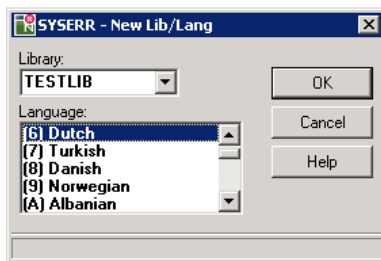 SYSERR - New Lib/Lang
Library:
TESTLIB
OK
Language:
Cancel
(6) Dutch
(7) Turkish
(8) Danish
Help
(9) Norwegian
(A) Albanian